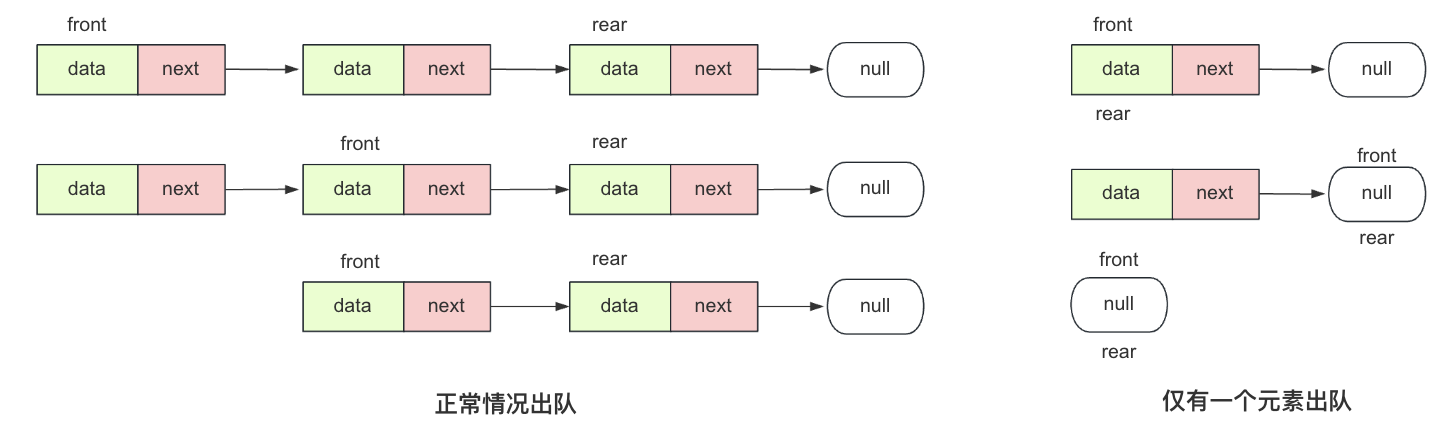 front rear
data next data next data next null
front rear
data next data next data next null
front rear
data next data next null
正常情况出队
front
data next null
rear
front
data next null
rear
front
null
rear
仅有一个元素出队